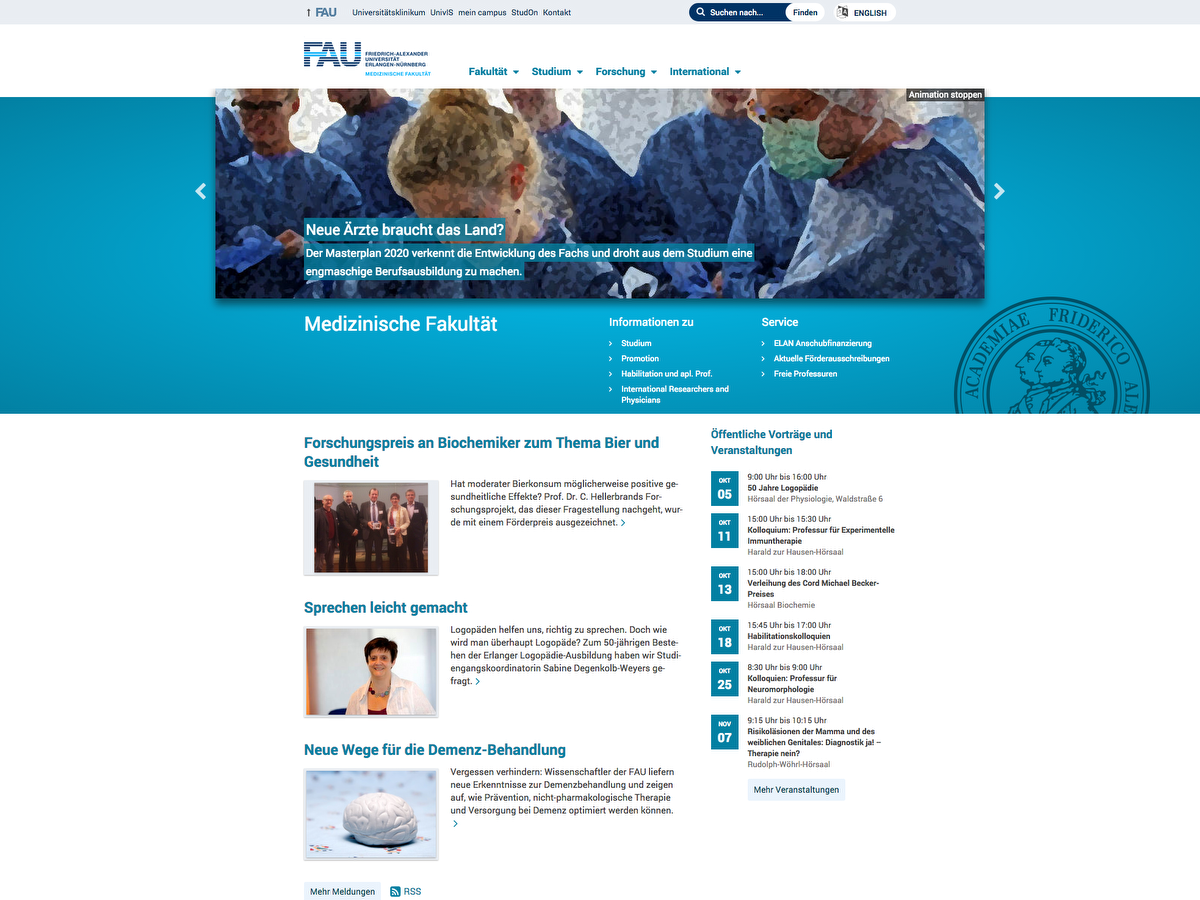 ↑ FAU Universitätsklinikum UnivIS mein campus StudOn Kontakt
Suchen nach... Finden ENGLISH
FAU FRIEDRICH-ALEXANDER
UNIVERSITÄT
ERLANGEN-NÜRNBERG
MEDIZINISCHE FAKULTÄT
Fakultät Studium Forschung International
Animation stoppen
Neue Ärzte braucht das Land?
Der Masterplan 2020 verkennt die Entwicklung des Fachs und droht aus dem Studium eine
engmaschige Berufsausbildung zu machen.
Medizinische Fakultät
Informationen zu
Studium
Promotion
Habilitation und apl. Prof.
International Researchers and
Physicians
Service
ELAN Anschubfinanzierung
Aktuelle Förderausschreibungen
Freie Professuren
ACADEMIAE FRIDERICO ALE
Forschungspreis an Biochemiker zum Thema Bier und
Gesundheit
Hat moderater Bierkonsum möglicherweise positive ge-
sundheitliche Effekte? Prof. Dr. C. Hellerbrands For-
schungsprojekt, das dieser Fragestellung nachgeht, wur-
de mit einem Förderpreis ausgezeichnet.
Sprechen leicht gemacht
Logopäden helfen uns, richtig zu sprechen. Doch wie
wird man überhaupt Logopäde? Zum 50-jährigen Beste-
hen der Erlanger Logopädie-Ausbildung haben wir Studi-
engangskoordinatorin Sabine Degenkolb-Weyers ge-
fragt.
Neue Wege für die Demenz-Behandlung
Vergessen verhindern: Wissenschaftler der FAU liefern
neue Erkenntnisse zur Demenzbehandlung und zeigen
auf, wie Prävention, nicht-pharmakologische Therapie
und Versorgung bei Demenz optimiert werden können.
Mehr Meldungen RSS
Öffentliche Vorträge und
Veranstaltungen
OKT
05
9:00 Uhr bis 16:00 Uhr
50 Jahre Logopädie
Hörsaal der Physiologie, Waldstraße 6
OKT
11
15:00 Uhr bis 15:30 Uhr
Kolloquium: Professur für Experimentelle
Immuntherapie
Harald zur Hausen-Hörsaal
OKT
13
15:00 Uhr bis 18:00 Uhr
Verleihung des Cord Michael Becker-
Preises
Hörsaal Biochemie
OKT
18
15:45 Uhr bis 17:00 Uhr
Habilitationskolloquien
Harald zur Hausen-Hörsaal
OKT
25
8:30 Uhr bis 9:00 Uhr
Kolloquien: Professur für
Neuromorphologie
Harald zur Hausen-Hörsaal
NOV
07
9:15 Uhr bis 10:15 Uhr
Risikoläsionen der Mamma und des
weiblichen Genitales: Diagnostik ja! –
Therapie nein?
Rudolph-Wöhrl-Hörsaal
Mehr Veranstaltungen